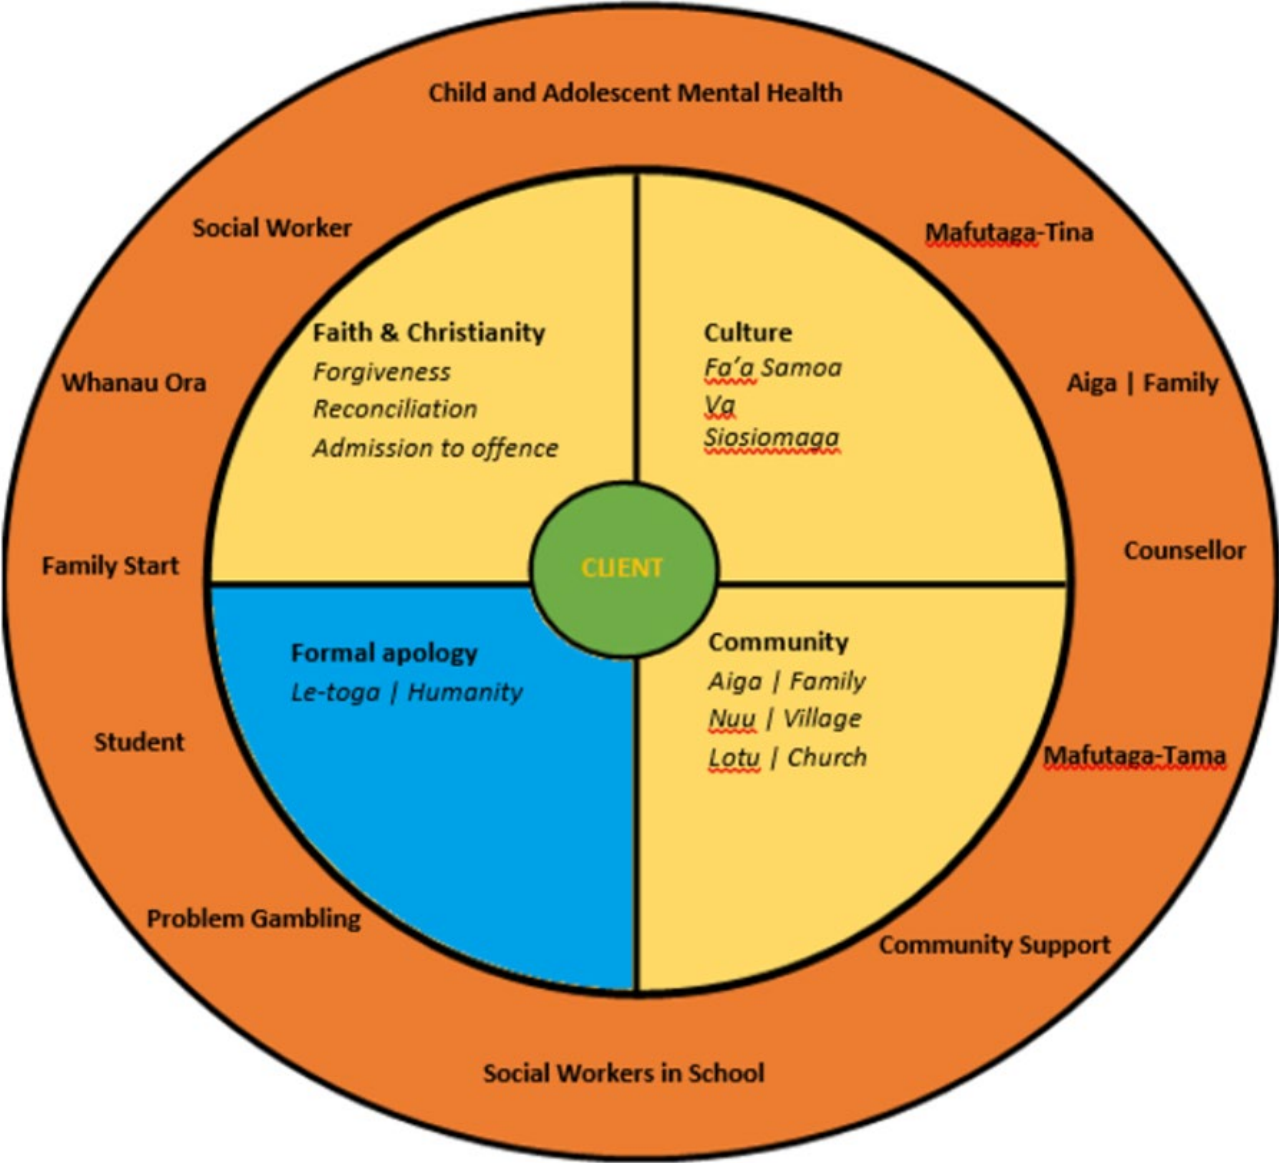 Child and Adolescent Mental Health
Social Worker
Mafutaga-Tina
Whanau Ora
Aiga | Family
Family Start
Counsellor
Student
Mafutaga-Tama
Problem Gambling
Community Support
Social Workers in School
Faith & Christianity
Forgiveness
Reconciliation
Admission to offence
Culture
Fa’a Samoa
Va
Siosiomaga
CLIENT
Formal apology
Le-toga | Humanity
Community
Aiga | Family
Nuu | Village
Lotu | Church